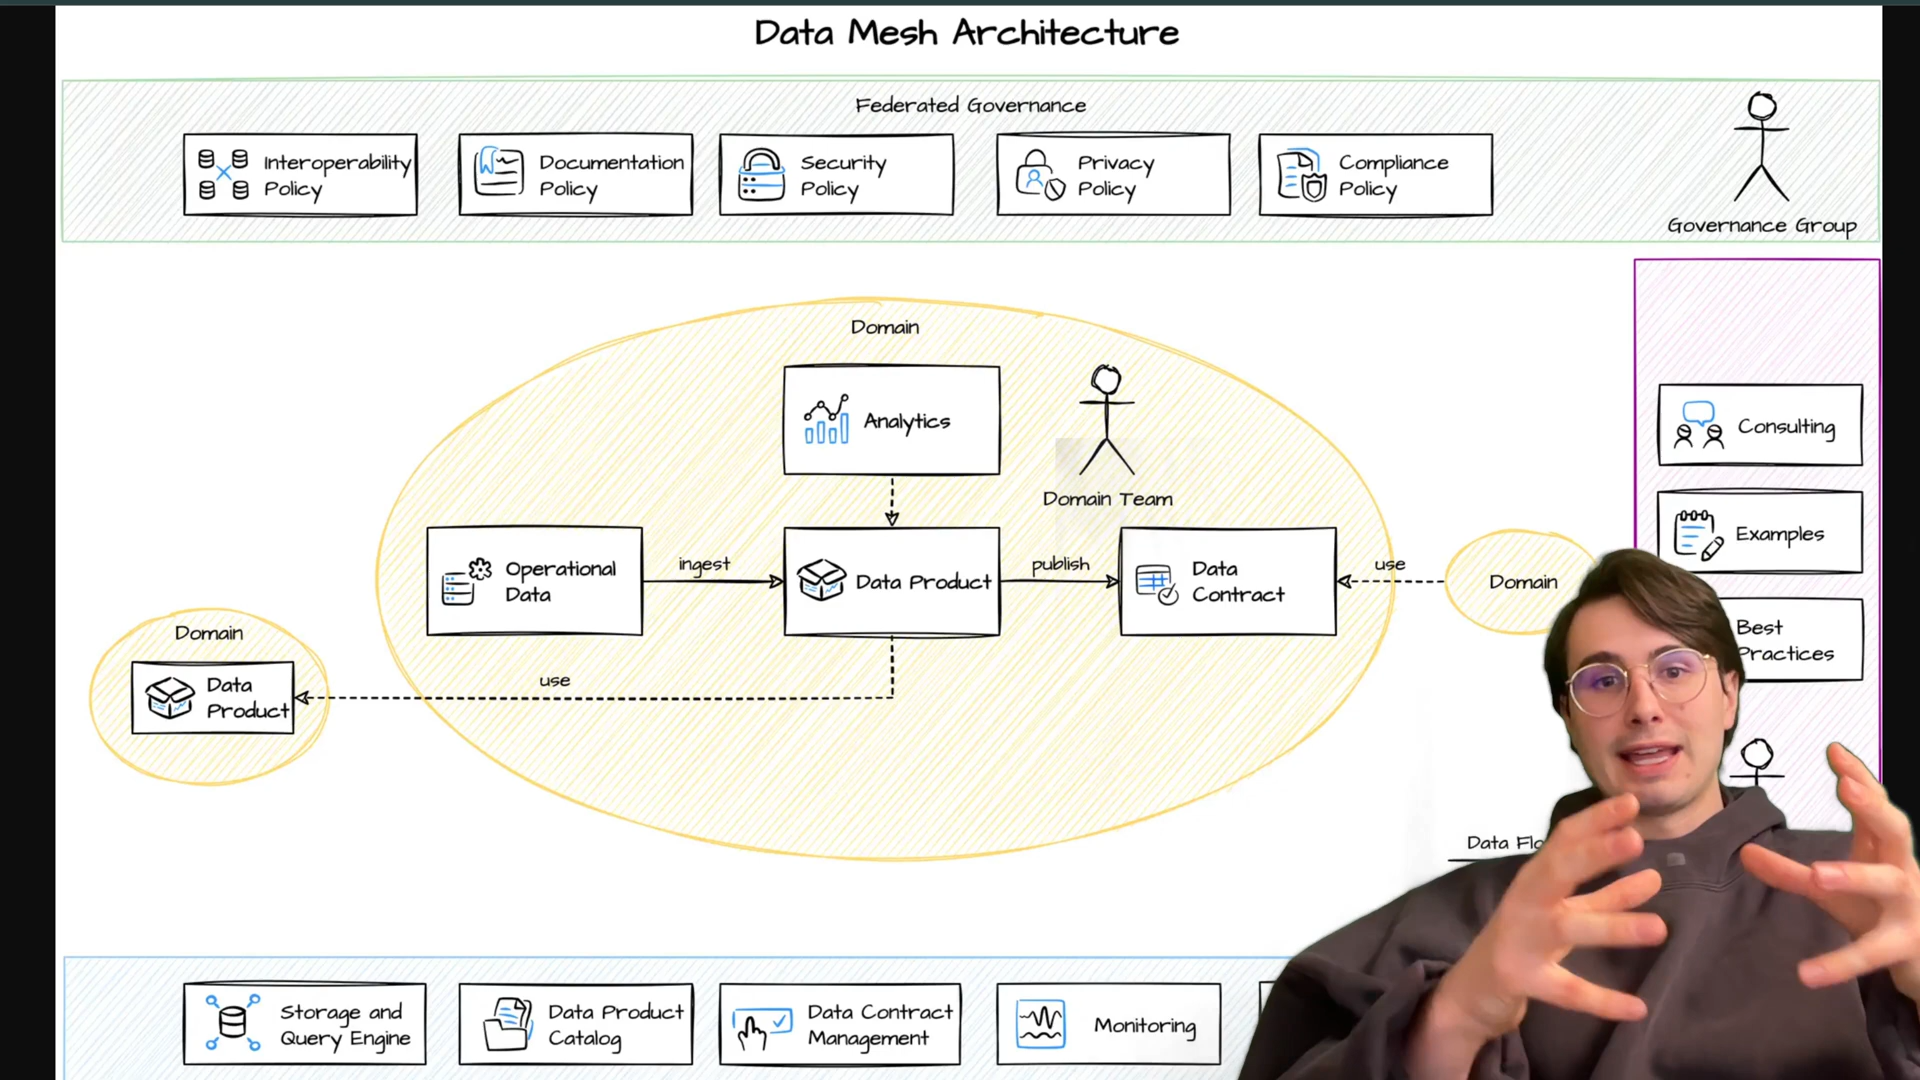 Data Mesh Architecture
Federated Governance
Interoperability
Policy
Documentation
Policy
Security
Policy
Privacy
Policy
Compliance
Policy
Governance Group
Domain
Analytics
Domain Team
Operational
Data
ingest
Data Product
publish
Data
Contract
use
Domain
Consulting
Examples
Best
Practices
Domain
Data
Product
use
Data
Storage and
Query Engine
Data Product
Catalog
Data Contract
Management
Monitoring